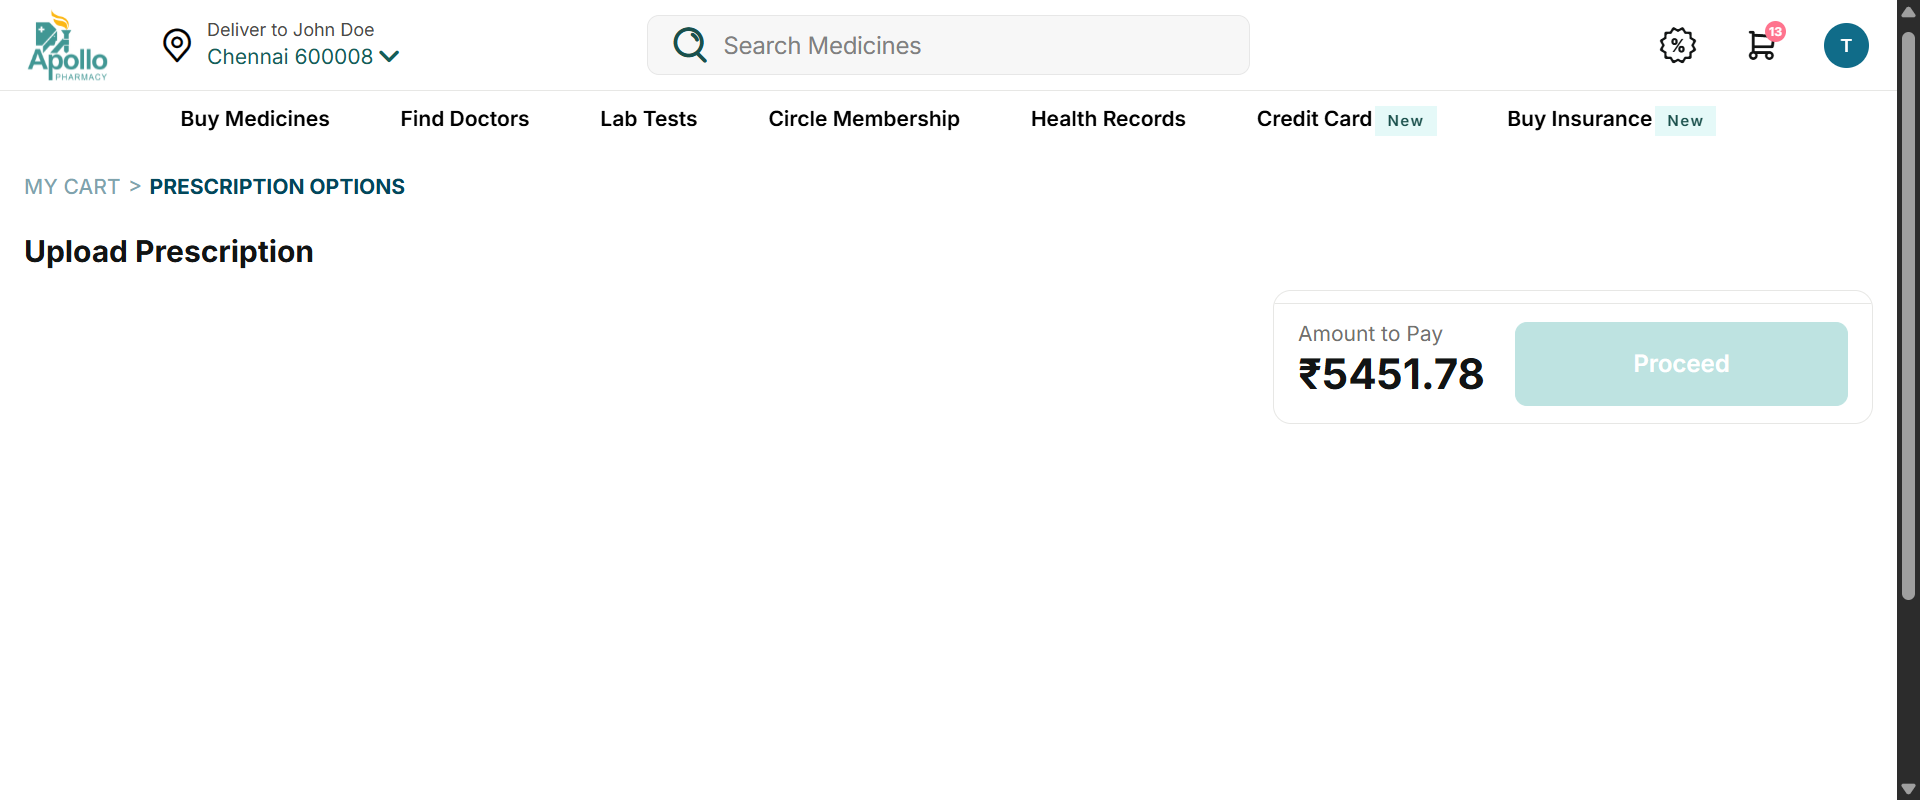 Apollo
PHARMACY
Deliver to John Doe
Chennai 600008
Search Medicines
%
13
T
Buy Medicines
Find Doctors
Lab Tests
Circle Membership
Health Records
Credit Card New
Buy Insurance New
MY CART > PRESCRIPTION OPTIONS
Upload Prescription
Amount to Pay
₹5451.78
Proceed